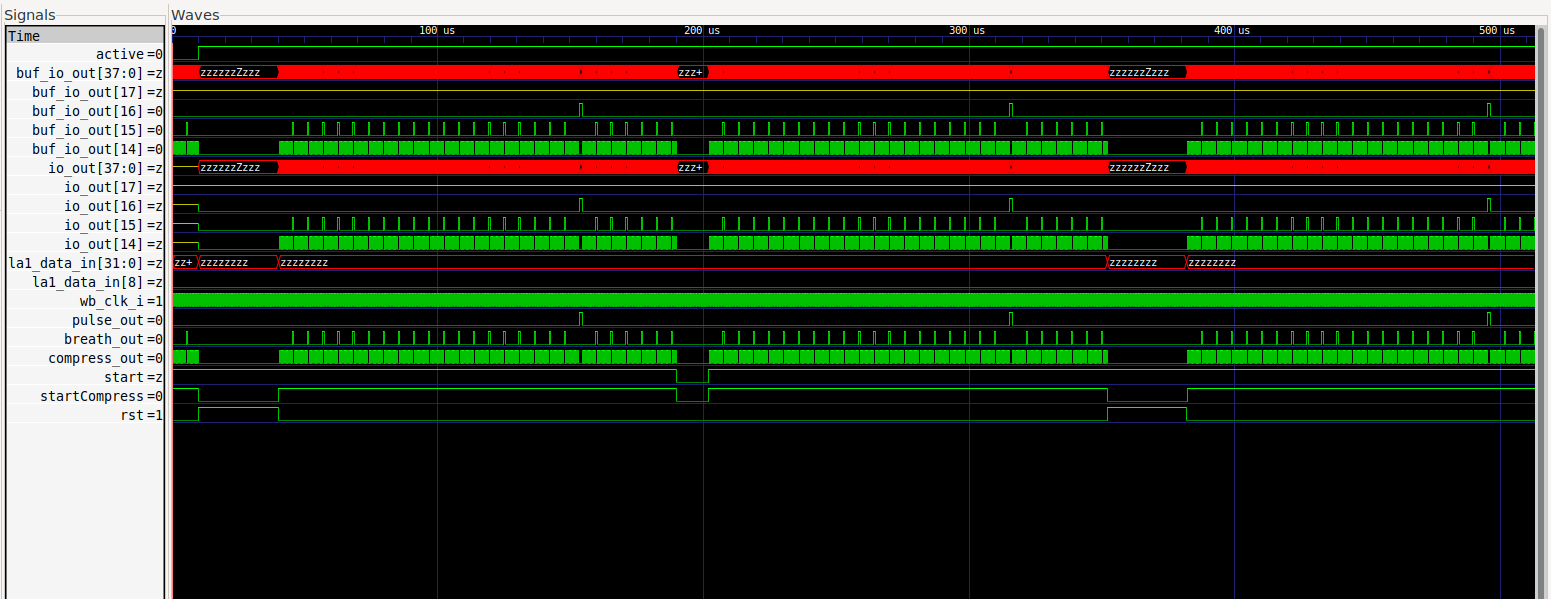 Signals
Waves
Time
0 100 us 200 us 300 us 400 us 500 us
active=0
buf_io_out[37:0]=z zzzzzzZzzz zzz+ zzzzzzZzzz
buf_io_out[17]=z
buf_io_out[16]=0
buf_io_out[15]=0
buf_io_out[14]=0
io_out[37:0]=z zzzzzzZzzz zzz+ zzzzzzZzzz
io_out[17]=z
io_out[16]=z
io_out[15]=z
io_out[14]=z
la1_data_in[31:0]=z zz+ zzzzzzzz zzzzzzzz zzzzzzzz zzzzzzzz
la1_data_in[8]=z
wb_clk_i=1
pulse_out=0
breath_out=0
compress_out=0
start=z
startCompress=0
rst=1